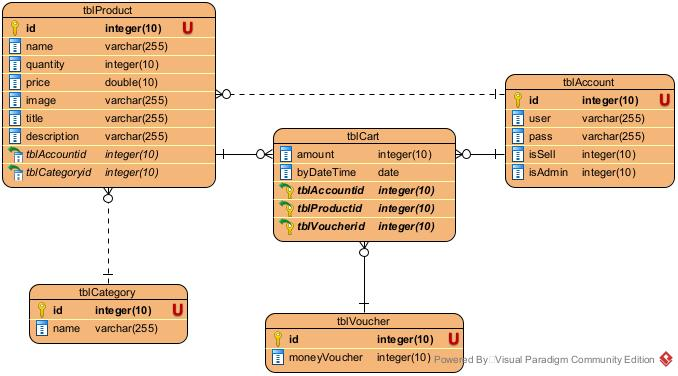 tblProduct
id integer(10) U
name varchar(255)
quantity integer(10)
price double(10)
image varchar(255)
title varchar(255)
description varchar(255)
tblAccountid integer(10)
tblCategoryid integer(10)
tblAccount
id integer(10) U
user varchar(255)
pass varchar(255)
isSell integer(10)
isAdmin integer(10)
tblCart
amount integer(10)
byDateTime date
tblAccountid integer(10)
tblProductid integer(10)
tblVoucherid integer(10)
tblCategory
id integer(10) U
name varchar(255)
tblVoucher
id integer(10) U
moneyVoucher integer(10)
Powered By Visual Paradigm Community Edition